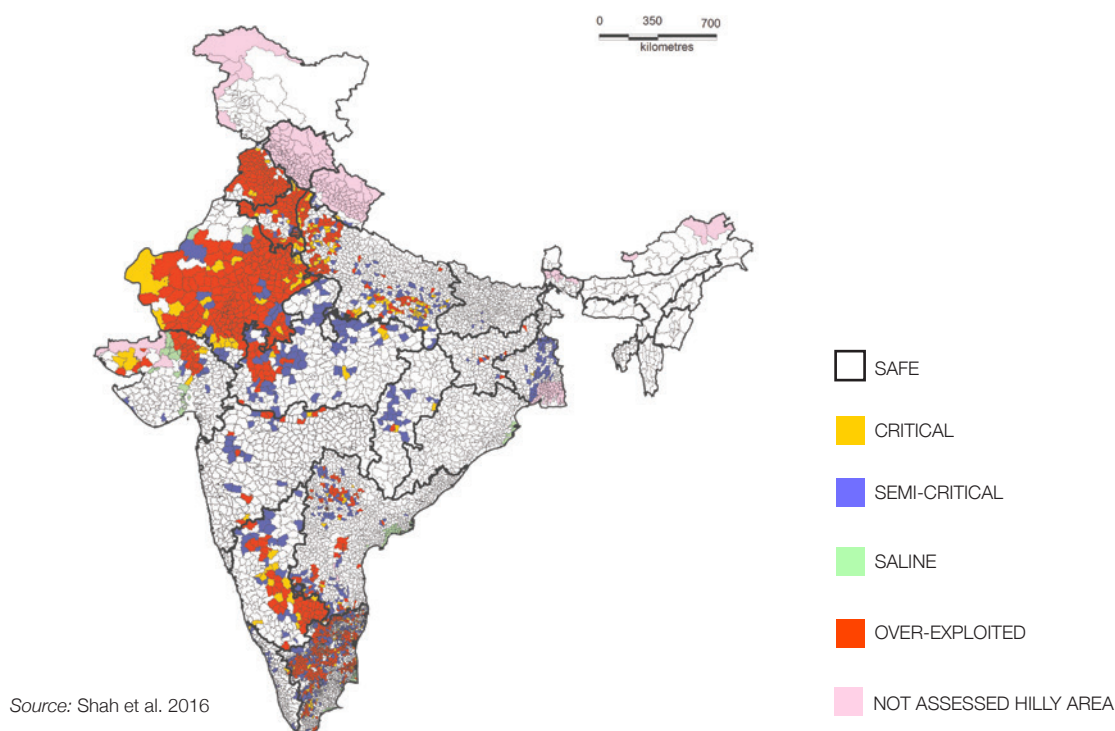 0 350 700
kilometres
SAFE
CRITICAL
SEMI-CRITICAL
SALINE
OVER-EXPLOITED
NOT ASSESSED HILLY AREA
Source: Shah et al. 2016